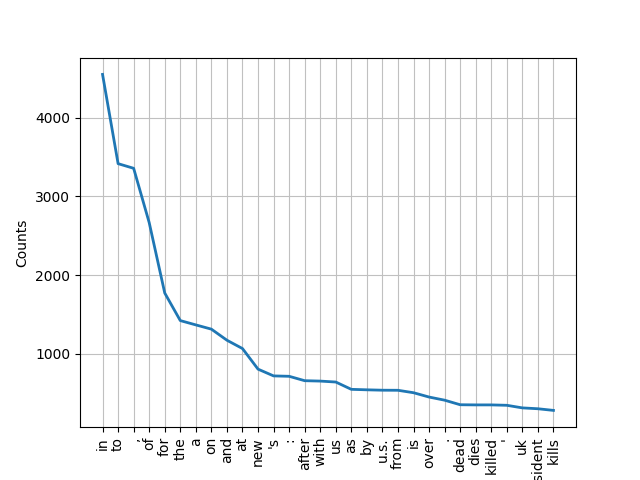 4000
3000
2000
1000
Counts
in
to
,
of
for
the
a
on
and
at
new
's
:
after
with
us
as
by
u.s.
from
is
over
.
dead
dies
killed
'
uk
sident
kills